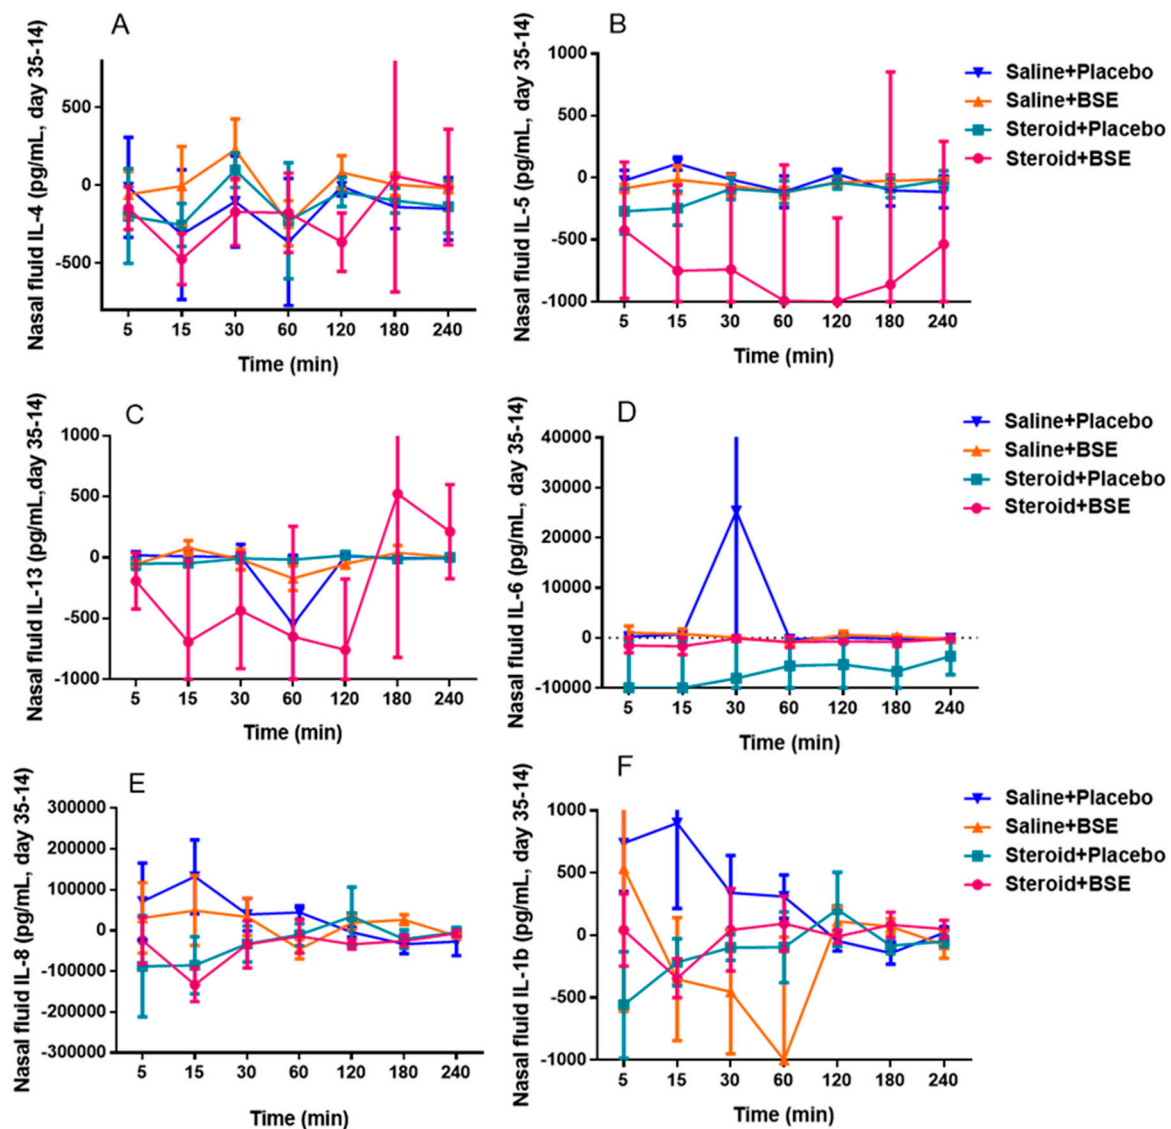 A
Nasal fluid IL-4 (pg/mL, day 35-14)
500
0
-500
5 15 30 60 120 180 240
Time (min)
B
Nasal fluid IL-5 (pg/mL, day 35-14)
1000
500
0
-500
-1000
5 15 30 60 120 180 240
Time (min)
Saline+Placebo
Saline+BSE
Steroid+Placebo
Steroid+BSE
C
Nasal fluid IL-13 (pg/mL,day 35-14)
1000
500
0
-500
-1000
5 15 30 60 120 180 240
Time (min)
D
Nasal fluid IL-6 (pg/mL, day 35-14)
40000
30000
20000
10000
0
-10000
5 15 30 60 120 180 240
Time (min)
Saline+Placebo
Saline+BSE
Steroid+Placebo
Steroid+BSE
E
Nasal fluid IL-8 (pg/mL, day 35-14)
300000
200000
100000
0
-100000
-200000
-300000
5 15 30 60 120 180 240
Time (min)
F
Nasal fluid IL-1b (pg/mL, day 35-14)
1000
500
0
-500
-1000
5 15 30 60 120 180 240
Time (min)
Saline+Placebo
Saline+BSE
Steroid+Placebo
Steroid+BSE